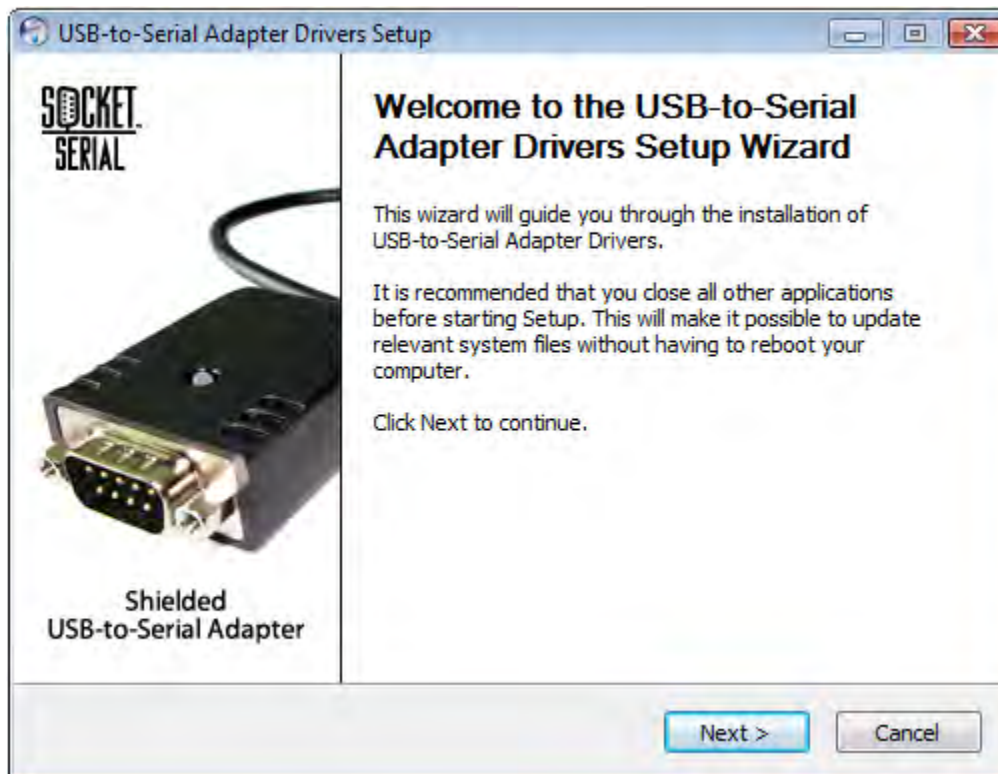 USB-to-Serial Adapter Drivers Setup
SOCKET
SERIAL
Shielded
USB-to-Serial Adapter
Welcome to the USB-to-Serial
Adapter Drivers Setup Wizard
This wizard will guide you through the installation of
USB-to-Serial Adapter Drivers.
It is recommended that you close all other applications
before starting Setup. This will make it possible to update
relevant system files without having to reboot your
computer.
Click Next to continue.
Next >
Cancel